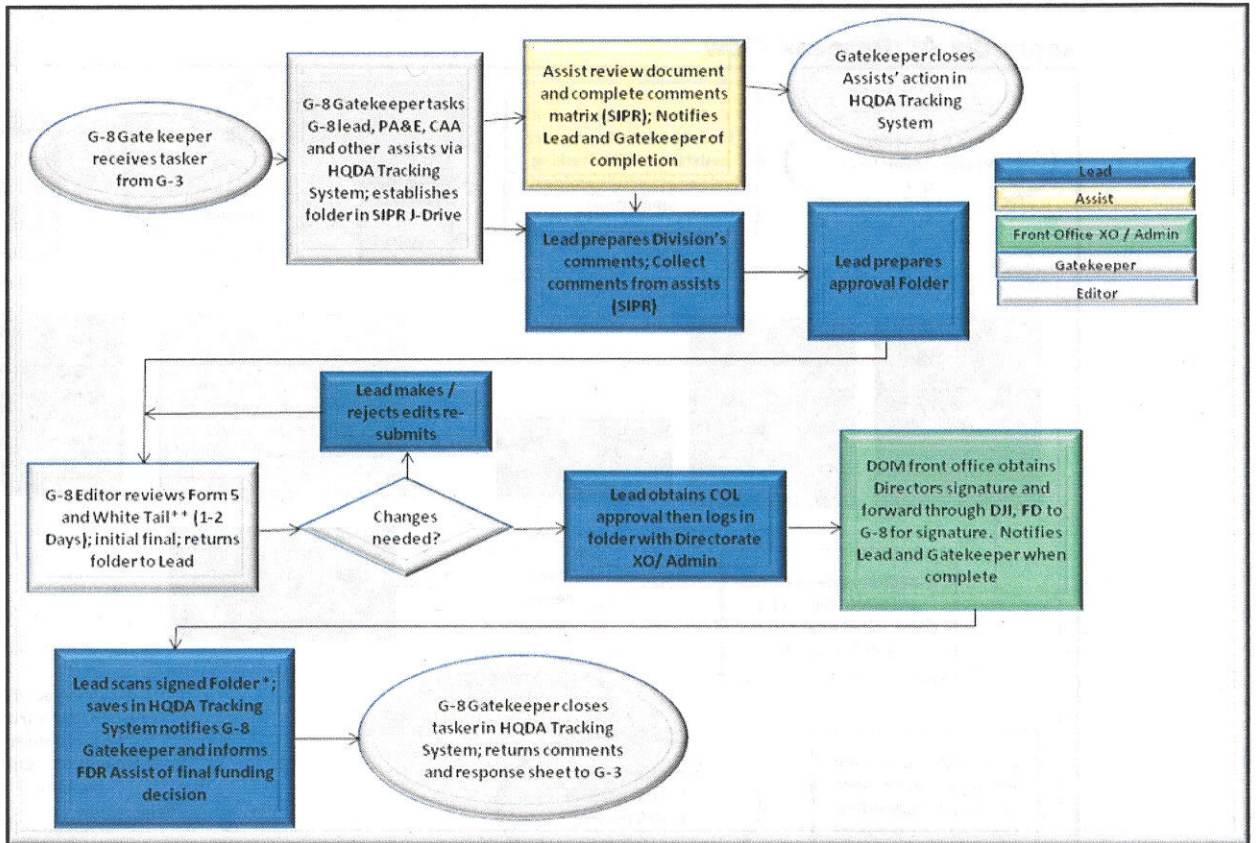 G-8 Gate keeper
receives tasker
from G-3
G-8 Gatekeeper tasks
G-8 lead, PA&E, CAA
and other assists via
HQDA Tracking
System; establishes
folder in SIPR J-Drive
Assist review document
and complete comments
matrix (SIPR); Notifies
Lead and Gatekeeper of
completion
Gatekeeper closes
Assists' action in
HQDA Tracking
System
Lead
Assist
Front Office XO / Admin
Gatekeeper
Editor
Lead prepares Division's
comments; Collect
comments from assists
(SIPR)
Lead prepares
approval Folder
Lead makes /
rejects edits re-
submits
G-8 Editor reviews Form 5
and White Tail** (1-2
Days); initial final; returns
folder to Lead
Changes
needed?
Lead obtains COL
approval then logs in
folder with Directorate
XO/ Admin
DOM front office obtains
Directors signature and
forward through DJI, FD to
G-8 for signature. Notifies
Lead and Gatekeeper when
complete
Lead scans signed Folder*;
saves in HQDA Tracking
System notifies G-8
Gatekeeper and informs
FDR Assist of final funding
decision
G-8 Gatekeeper closes
tasker in HQDA Tracking
System; returns comments
and response sheet to G-3